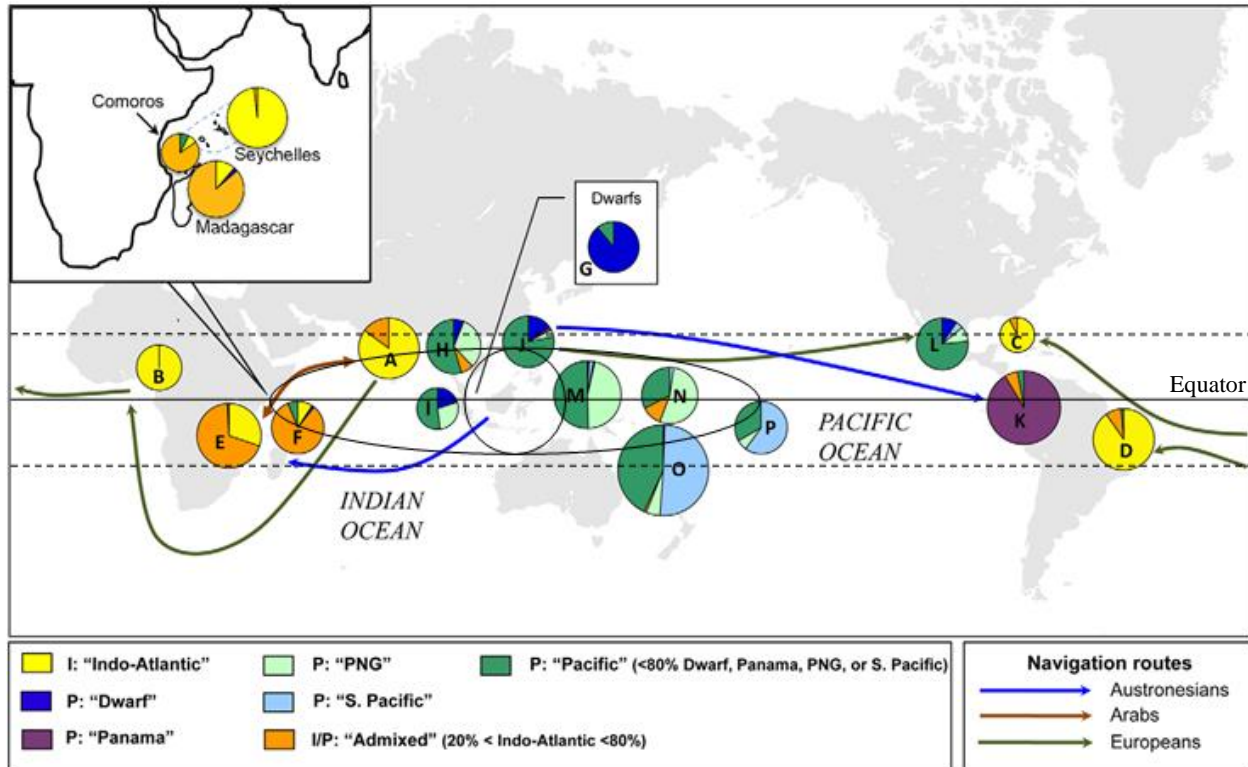 Comoros
Seychelles
Madagascar
Dwarfs
G
A
H
J
L
C
B
Equator
I
M
N
K
E
F
P
PACIFIC
OCEAN
D
O
INDIAN
OCEAN
I: “Indo-Atlantic”
P: “PNG”
P: “Pacific” (<80% Dwarf, Panama, PNG, or S. Pacific)
P: “Dwarf”
P: “S. Pacific”
P: “Panama”
I/P: “Admixed” (20% < Indo-Atlantic <80%)
Navigation routes
Austronesians
Arabs
Europeans